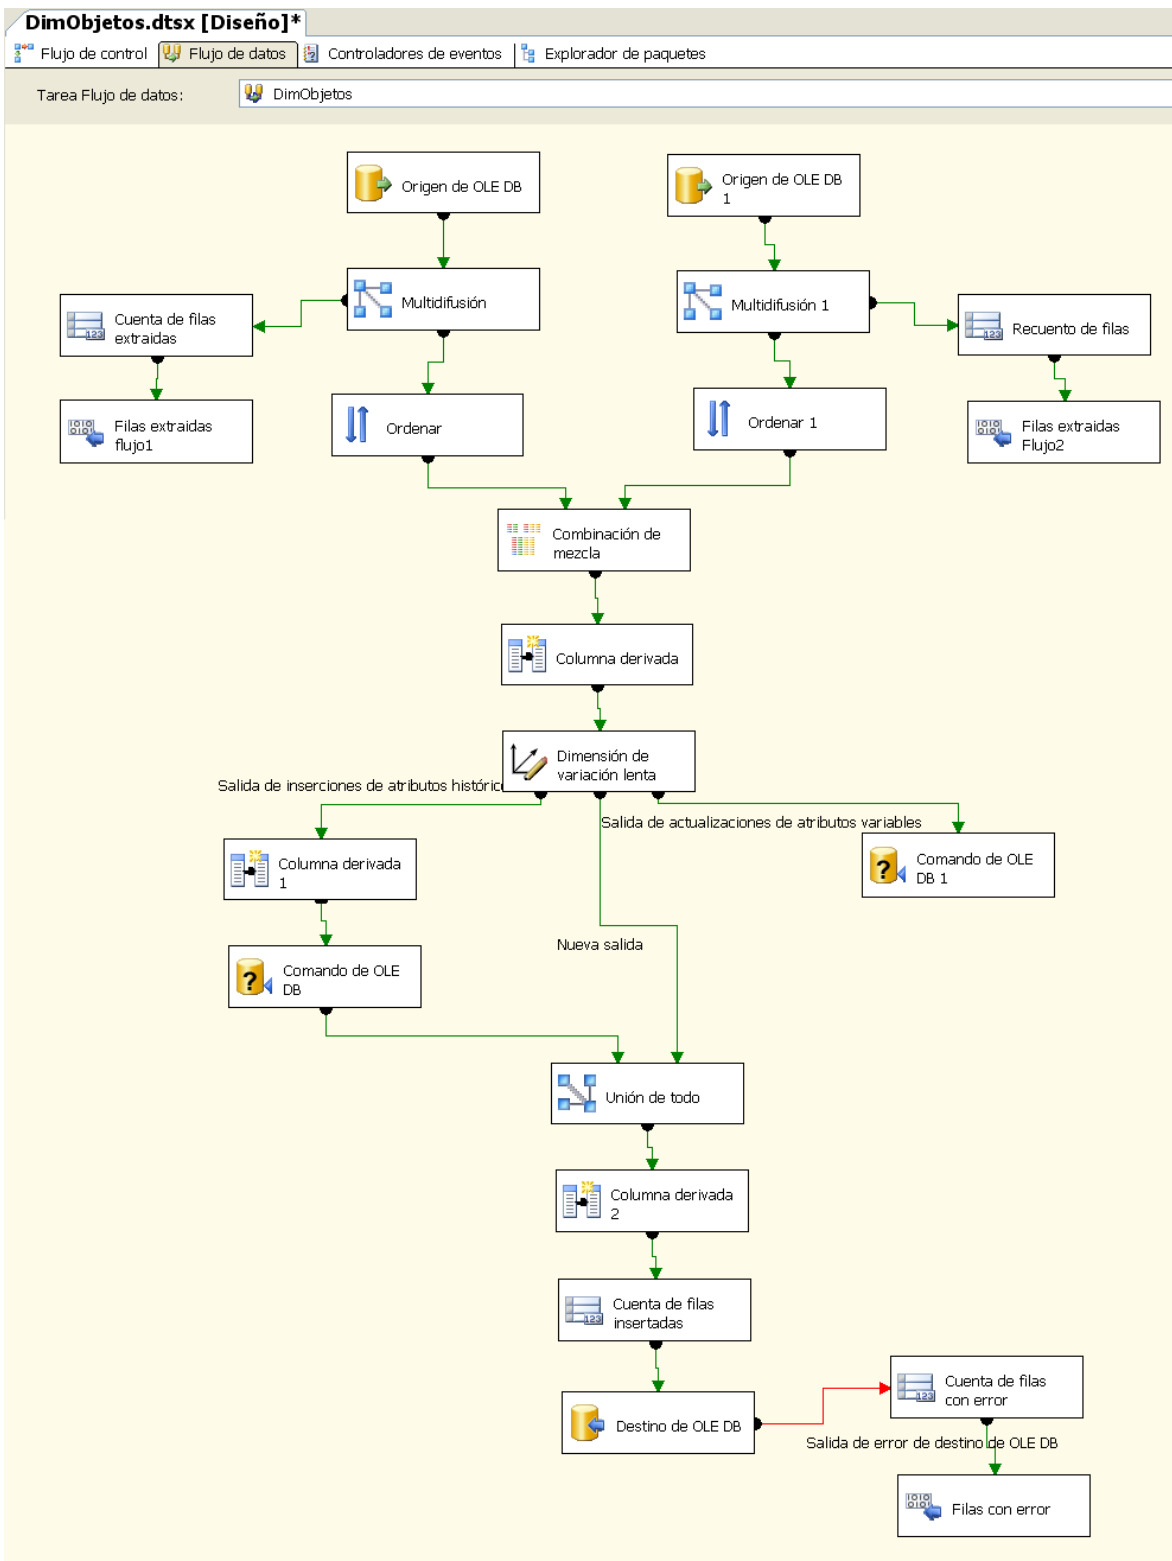 DimObjetos.dtsx [Diseño]*
Flujo de control
Flujo de datos
Controladores de eventos
Explorador de paquetes
Tarea Flujo de datos:
DimObjetos
Origen de OLE DB
Origen de OLE DB
1
Multidifusión
Multidifusión 1
Cuenta de filas
extraidas
Recuento de filas
Filas extraidas
flujo1
Ordenar
Ordenar 1
Filas extraidas
Flujo2
Combinación de
mezcla
Columna derivada
Dimensión de
variación lenta
Salida de inserciones de atributos históric
Salida de actualizaciones de atributos variables
Columna derivada
1
Comando de OLE
DB 1
Nueva salida
Comando de OLE
DB
Unión de todo
Columna derivada
2
Cuenta de filas
insertadas
Cuenta de filas
con error
Destino de OLE DB
Salida de error de destino de OLE DB
Filas con error